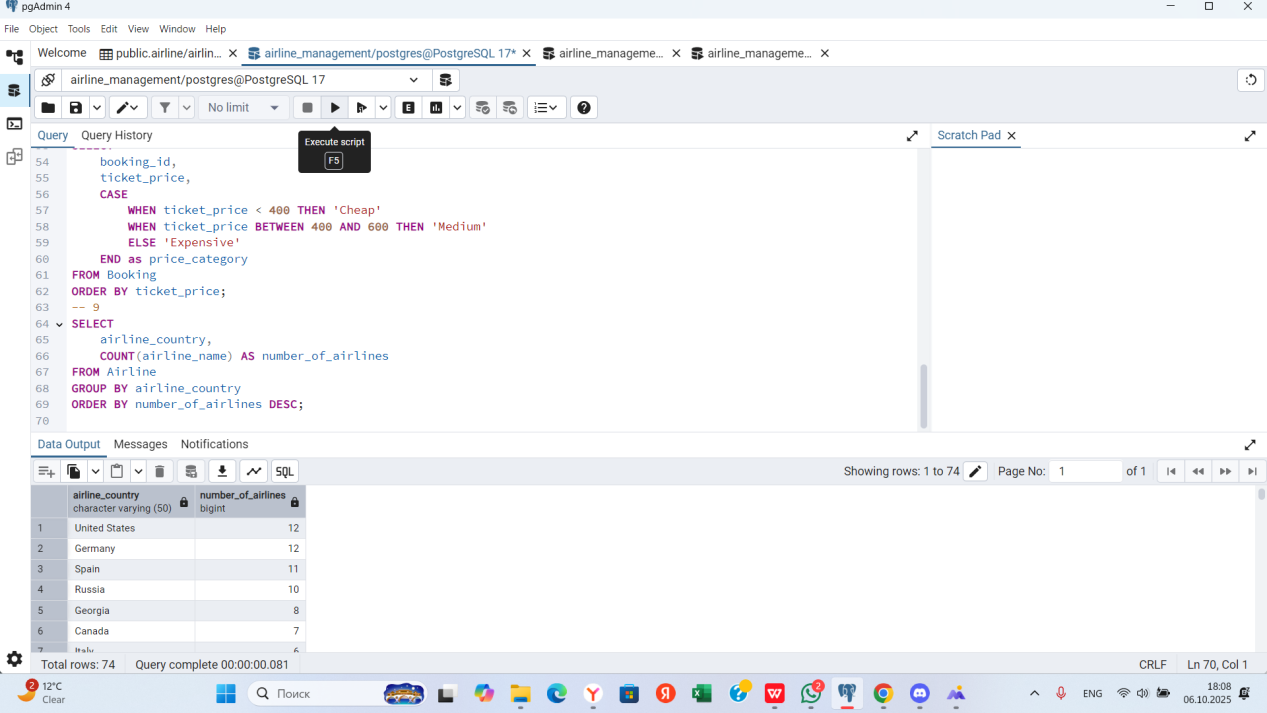 pgAdmin 4
File Object Tools Edit View Window Help
Welcome public.airline/airlin... airline_management/postgres@PostgreSQL 17* airline_manageme... airline_manageme...
airline_management/postgres@PostgreSQL 17
No limit
E
Query Query History
Execute script
F5
Scratch Pad
54 booking_id,
55 ticket_price,
56 CASE
57 WHEN ticket_price < 400 THEN 'Cheap'
58 WHEN ticket_price BETWEEN 400 AND 600 THEN 'Medium'
59 ELSE 'Expensive'
60 END as price_category
61 FROM Booking
62 ORDER BY ticket_price;
63 -- 9
64 SELECT
65 airline_country,
66 COUNT(airline_name) AS number_of_airlines
67 FROM Airline
68 GROUP BY airline_country
69 ORDER BY number_of_airlines DESC;
70
Data Output Messages Notifications
SQL
Showing rows: 1 to 74 Page No: 1 of 1
airline_country number_of_airlines
character varying (50) bigint
1 United States 12
2 Germany 12
3 Spain 11
4 Russia 10
5 Georgia 8
6 Canada 7
7 Italy 6
Total rows: 74 Query complete 00:00:00.081 CRLF Ln 70, Col 1
2 12°C
Clear
Поиск
2
ENG
18:08
06.10.2025